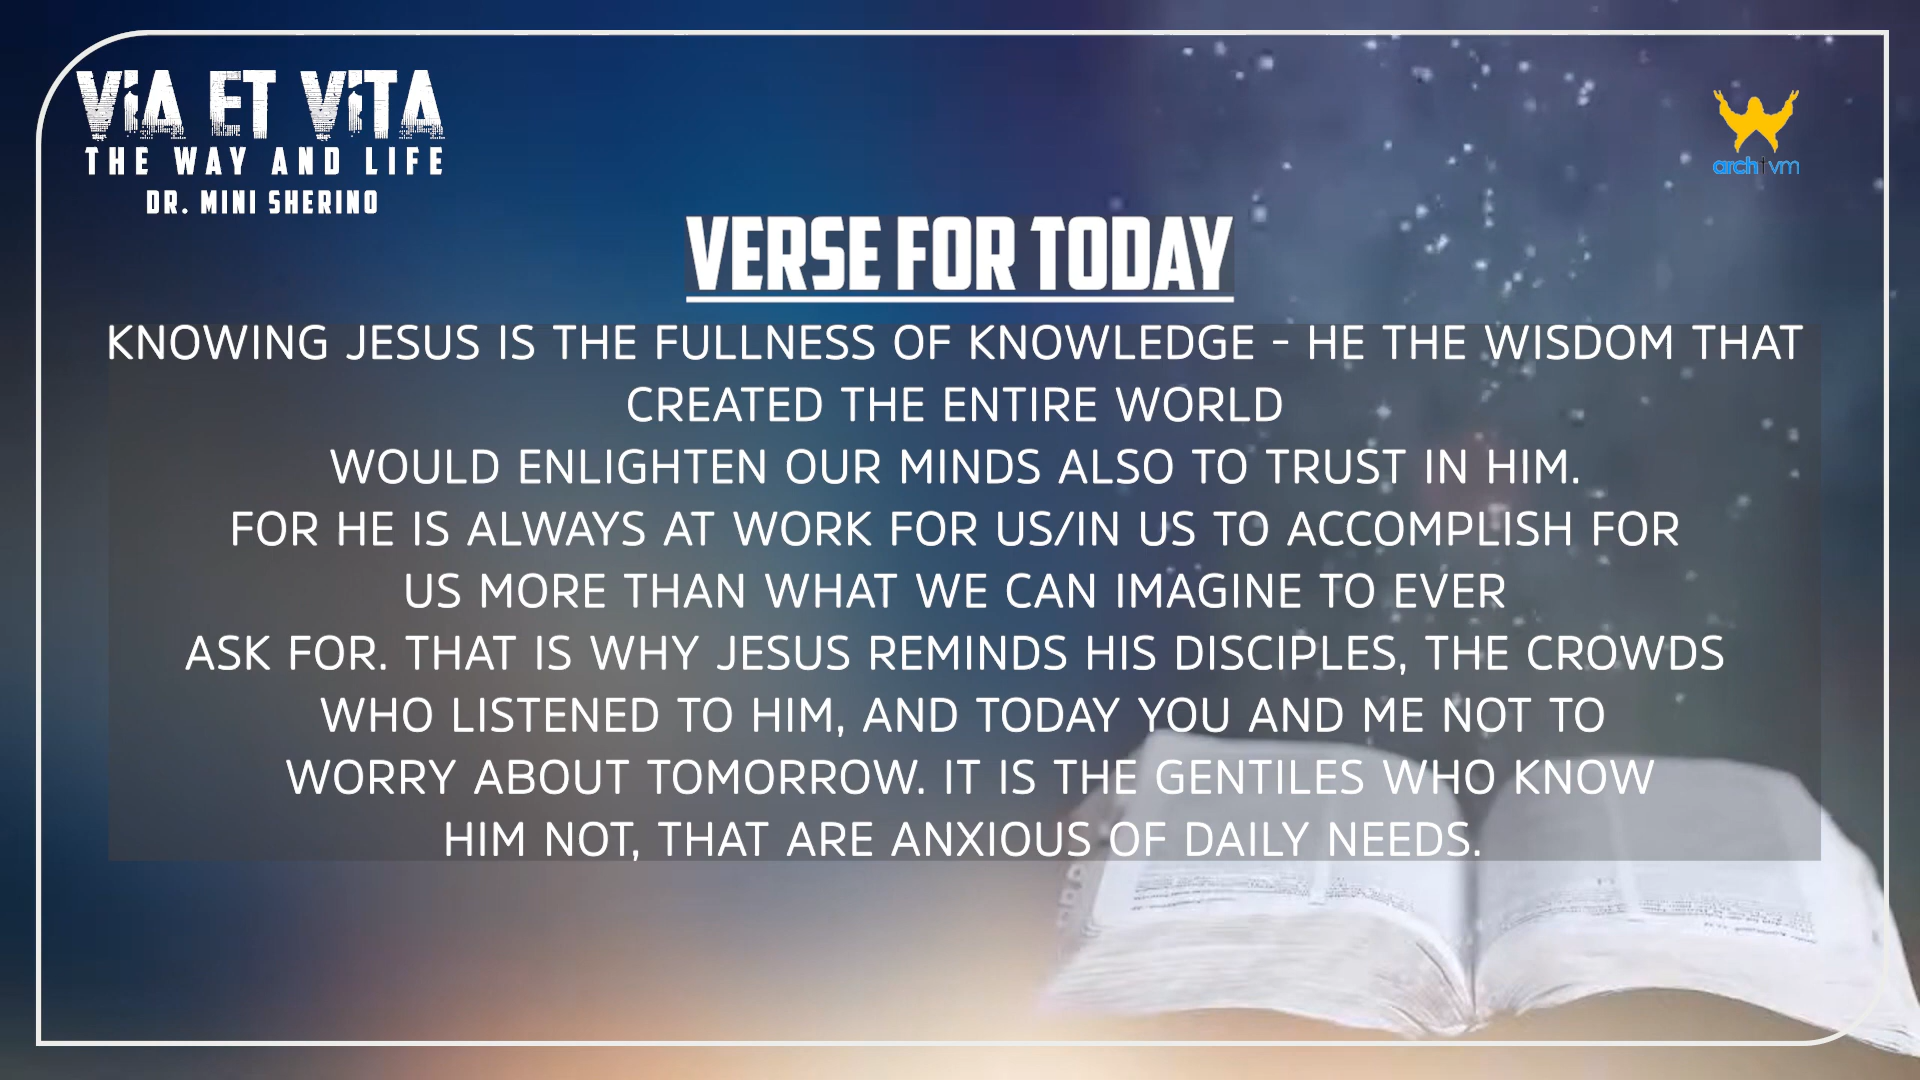 VIA ET VITA
THE WAY AND LIFE
DR. MINI SHERINO
archtvm
VERSE FOR TODAY
KNOWING JESUS IS THE FULLNESS OF KNOWLEDGE - HE THE WISDOM THAT
CREATED THE ENTIRE WORLD
WOULD ENLIGHTEN OUR MINDS ALSO TO TRUST IN HIM.
FOR HE IS ALWAYS AT WORK FOR US/IN US TO ACCOMPLISH FOR
US MORE THAN WHAT WE CAN IMAGINE TO EVER
ASK FOR. THAT IS WHY JESUS REMINDS HIS DISCIPLES, THE CROWDS
WHO LISTENED TO HIM, AND TODAY YOU AND ME NOT TO
WORRY ABOUT TOMORROW. IT IS THE GENTILES WHO KNOW
HIM NOT, THAT ARE ANXIOUS OF DAILY NEEDS.